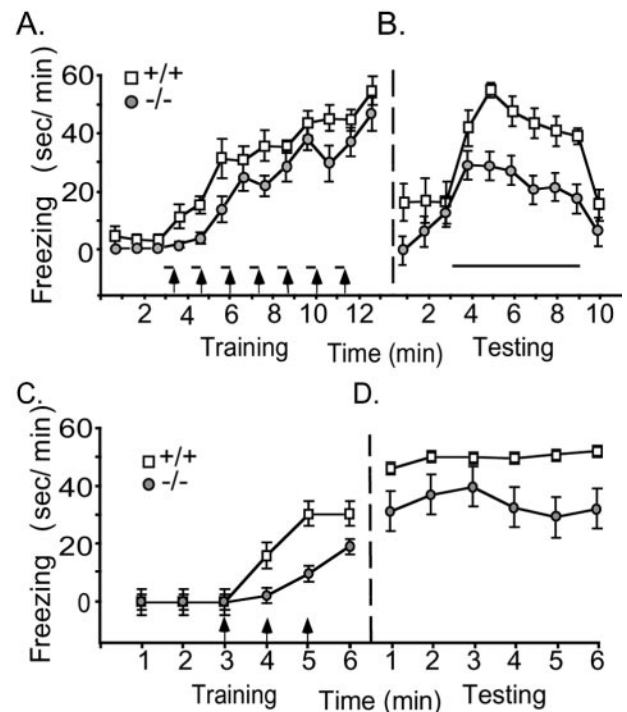 A.
B.
+/+
-/-
60
40
20
0
Freezing (sec/ min)
2 4 6 8 10 12
2 4 6 8 10
Training Time (min) Testing
C.
D.
+/+
-/-
60
40
20
0
Freezing (sec/ min)
1 2 3 4 5 6
1 2 3 4 5 6
Training Time (min) Testing